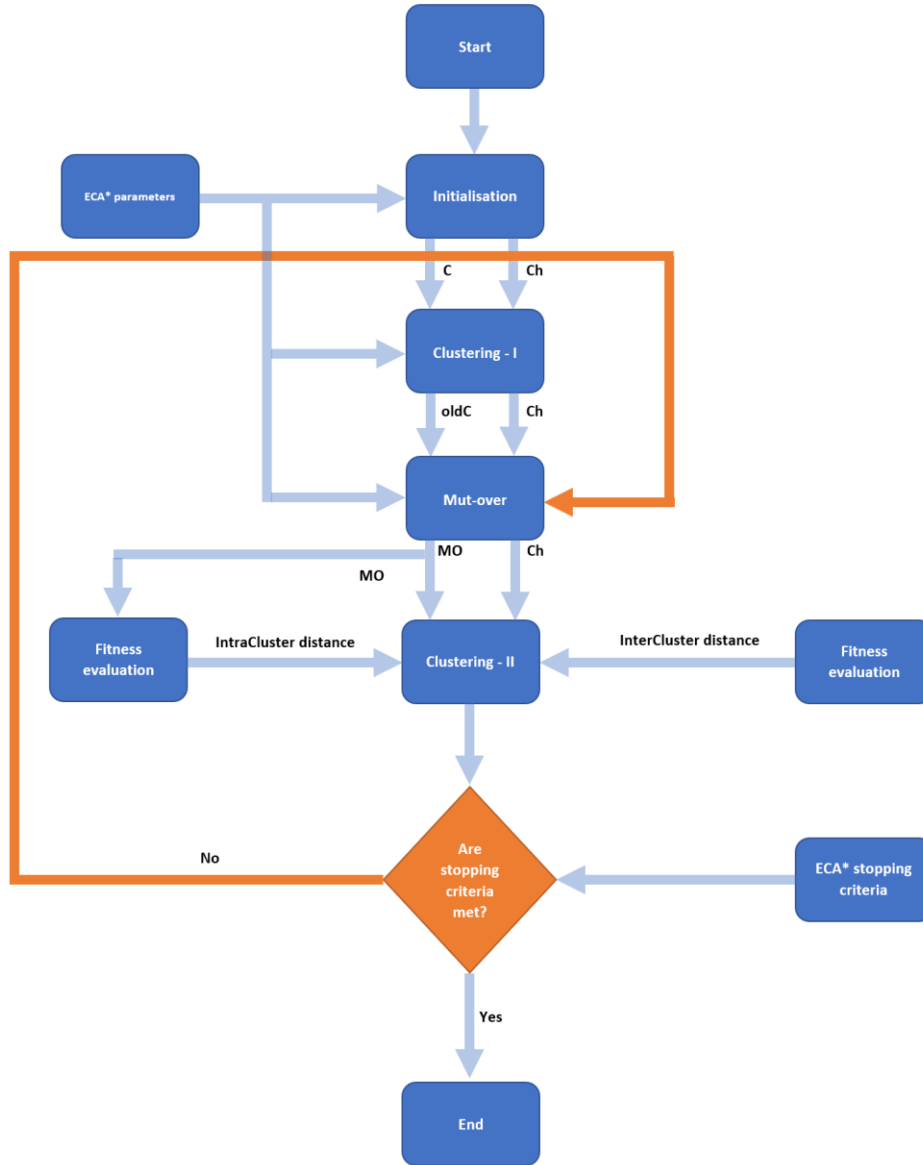 Start
ECA* parameters
Initialisation
C
Ch
Clustering - I
oldC
Ch
Mut-over
MO
Ch
MO
Fitness
evaluation
IntraCluster distance
Clustering - II
InterCluster distance
Fitness
evaluation
Are
stopping
criteria
met?
No
ECA* stopping
criteria
Yes
End